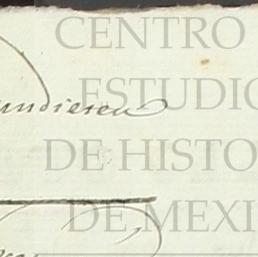 CENTRO
ESTUDIO
undieren
DE HISTO
DE MEXI